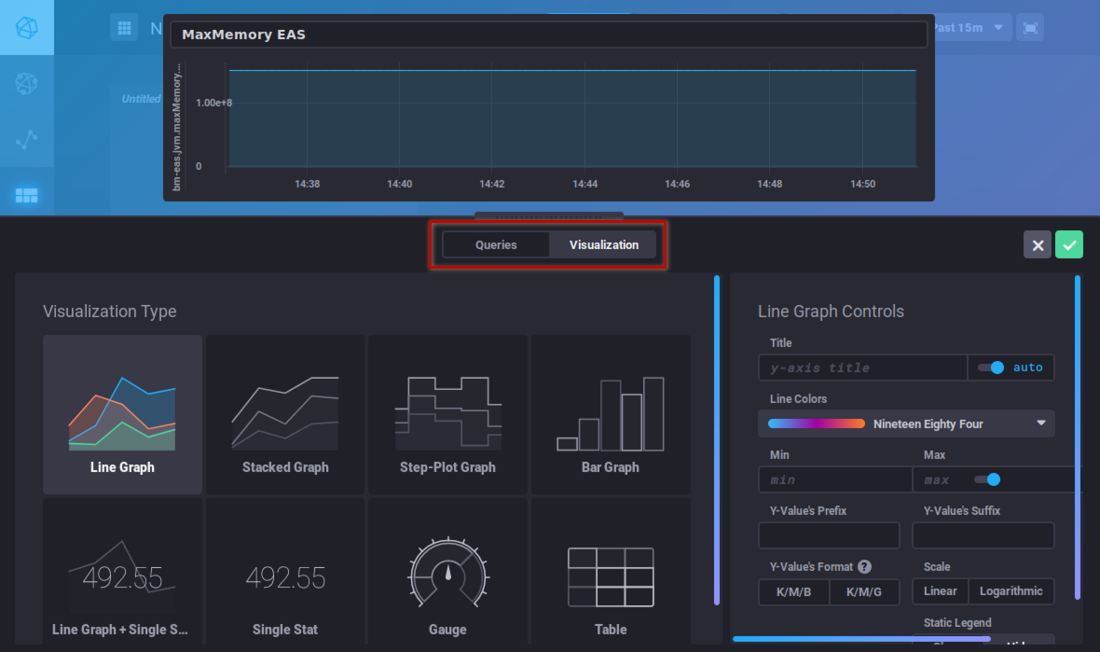 N
Past 15m
Untitled
MaxMemory EAS
bm-eas.jvm.maxMemory....
1.00e+8
0
14:38 14:40 14:42 14:44 14:46 14:48 14:50
Queries Visualization
Visualization Type
Line Graph Stacked Graph Step-Plot Graph Bar Graph
492.55 492.55
Line Graph + Single S... Single Stat Gauge Table
Line Graph Controls
Title
y-axis title auto
Line Colors
Nineteen Eighty Four
Min Max
min max
Y-Value's Prefix Y-Value's Suffix
Y-Value's Format ? Scale
K/M/B K/M/G Linear Logarithmic
Static Legend